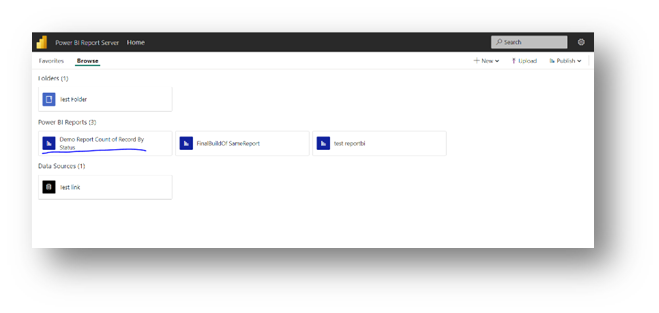 Power BI Report Server Home Search
Favorites Browse + New Upload Publish
Folders (1)
Test Folder
Power BI Reports (3)
Demo Report Count of Record By
Status
FinalBuildOf SameReport
test reportbi
Data Sources (1)
Test link